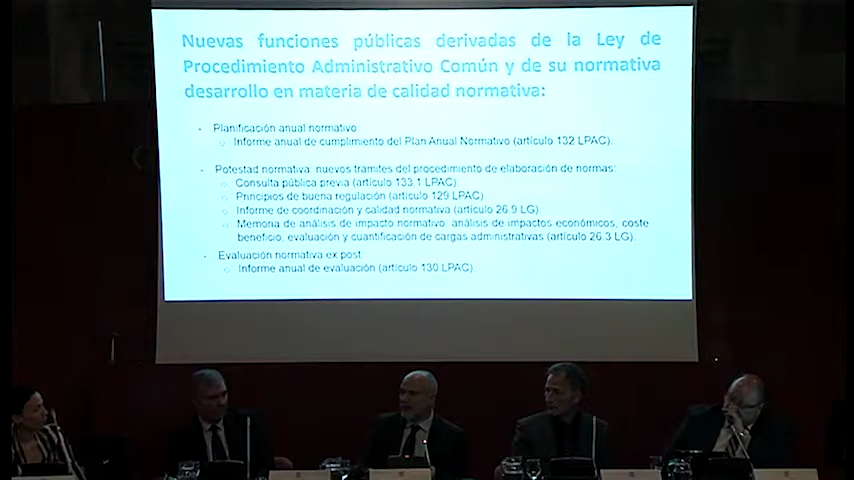 Nuevas funciones públicas derivadas de la Ley de
Procedimiento Administrativo Común y de su normativa
desarrollo en materia de calidad normativa:
- Planificación anual normativo
○ Informe anual de cumplimiento del Plan Anual Normativo (artículo 132 LPAC).
- Potestad normativa nuevos tramites del procedimiento de elaboración de normas:
○ Consulta pública previa (artículo 133.1 LPAC)
○ Principios de buena regulación (artículo 129 LPAC)
○ Informe de coordinación y calidad normativa (artículo 26.9 LG).
○ Memoria de análisis de impacto normativo análisis de impactos económicos, coste
beneficio, evaluación y cuantificación de cargas administrativas (artículo 26.3 LG).
- Evaluación normativa ex post
○ Informe anual de evaluación (artículo 130 LPAC).